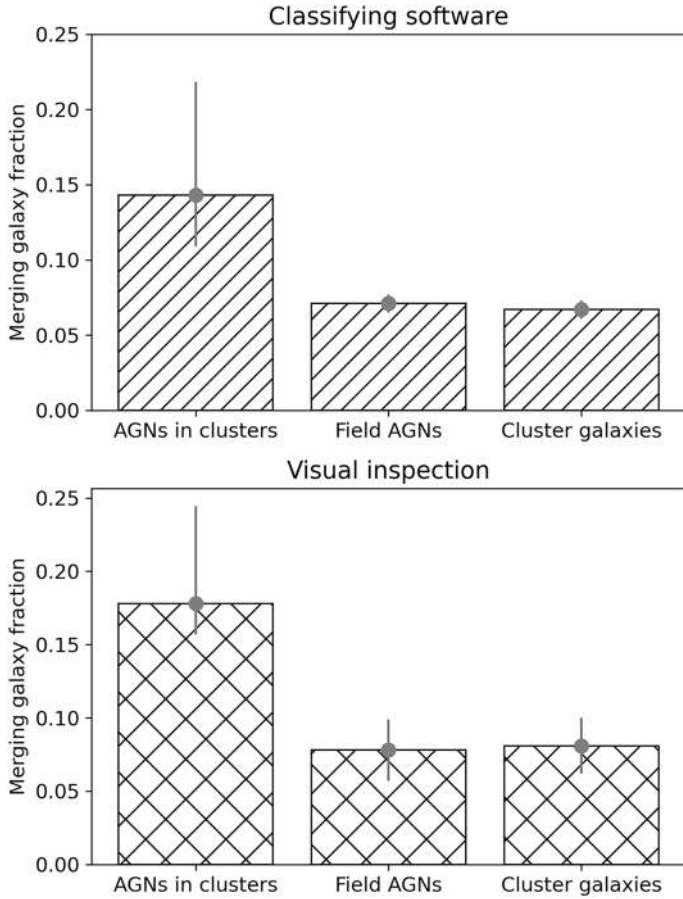 Classifying software
0.25
0.20
0.15
0.10
0.05
0.00
Merging galaxy fraction
AGNs in clusters Field AGNs Cluster galaxies
Visual inspection
0.25
0.20
0.15
0.10
0.05
0.00
Merging galaxy fraction
AGNs in clusters Field AGNs Cluster galaxies